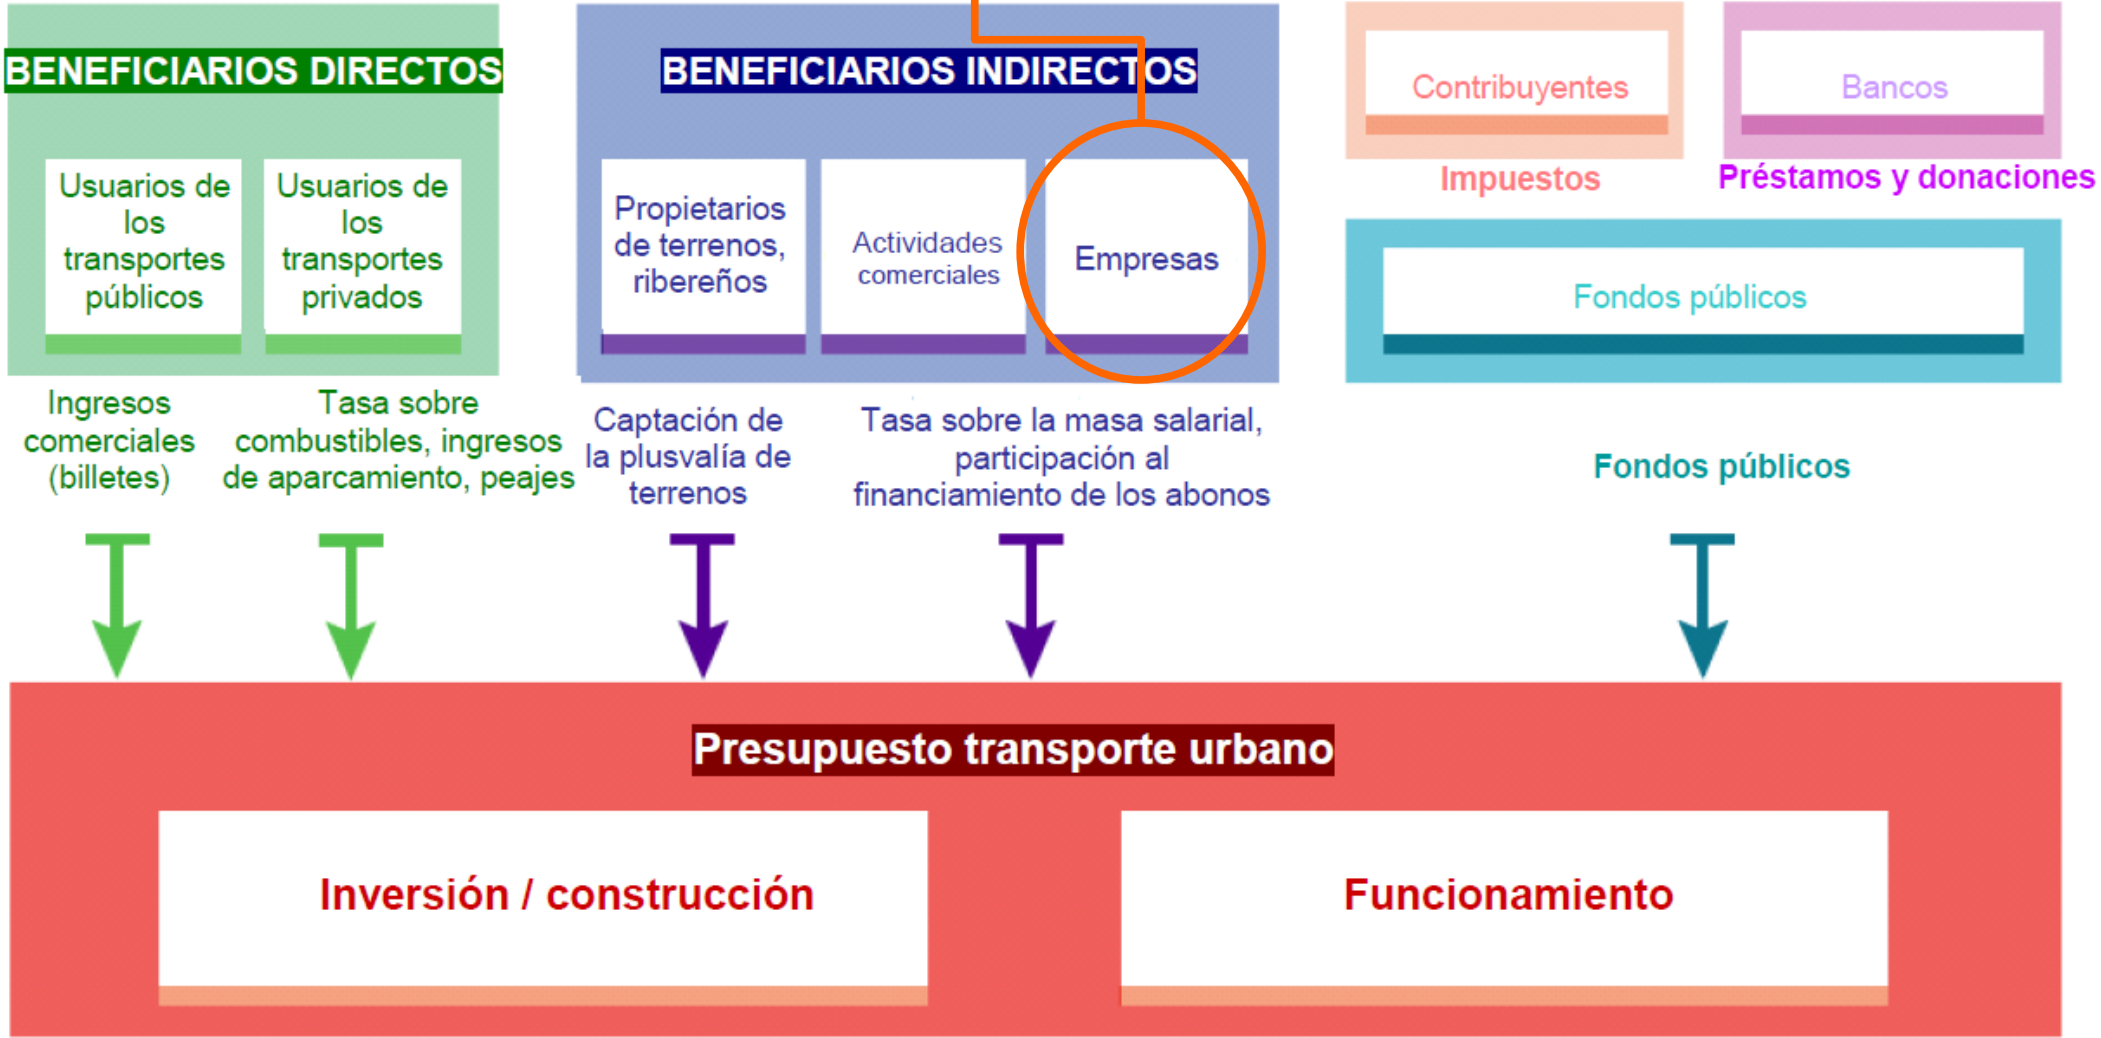 BENEFICIARIOS DIRECTOS
Usuarios de
los
transportes
públicos
Usuarios de
los
transportes
privados
Ingresos
comerciales
(billetes)
Tasa sobre
combustibles, ingresos
de aparcamiento, peajes
BENEFICIARIOS INDIRECTOS
Propietarios
de terrenos,
ribereños
Actividades
comerciales
Empresas
Captación de
la plusvalía de
terrenos
Tasa sobre la masa salarial,
participación al
financiamiento de los abonos
Contribuyentes
Impuestos
Bancos
Préstamos y donaciones
Fondos públicos
Fondos públicos
Presupuesto transporte urbano
Inversión / construcción
Funcionamiento